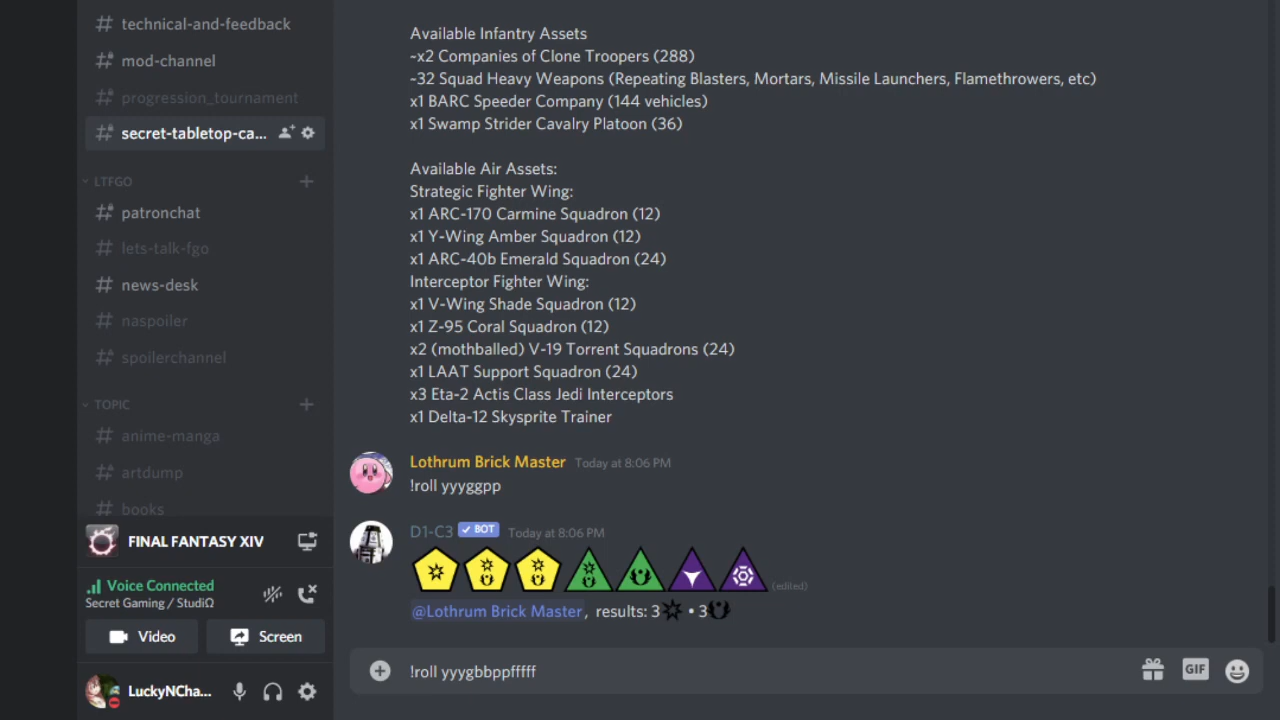 technical-and-feedback
mod-channel
progression_tournament
secret-tabletop-ca...
LTFGO
patronchat
lets-talk-fgo
news-desk
naspoiler
spoilerchannel
TOPIC
anime-manga
artdump
books
FINAL FANTASY XIV
Voice Connected
Secret Gaming / StudiΩ
Video
Screen
LuckyNCha...
Available Infantry Assets
~x2 Companies of Clone Troopers (288)
~32 Squad Heavy Weapons (Repeating Blasters, Mortars, Missile Launchers, Flamethrowers, etc)
x1 BARC Speeder Company (144 vehicles)
x1 Swamp Strider Cavalry Platoon (36)
Available Air Assets:
Strategic Fighter Wing:
x1 ARC-170 Carmine Squadron (12)
x1 Y-Wing Amber Squadron (12)
x1 ARC-40b Emerald Squadron (24)
Interceptor Fighter Wing:
x1 V-Wing Shade Squadron (12)
x1 Z-95 Coral Squadron (12)
x2 (mothballed) V-19 Torrent Squadrons (24)
x1 LAAT Support Squadron (24)
x3 Eta-2 Actis Class Jedi Interceptors
x1 Delta-12 Skysprite Trainer
Lothrum Brick Master Today at 8:06 PM
!roll yyyggpp
D1-C3 BOT Today at 8:06 PM
(edited)
@Lothrum Brick Master, results: 3 • 3
!roll yyygbbppfffff
GIF